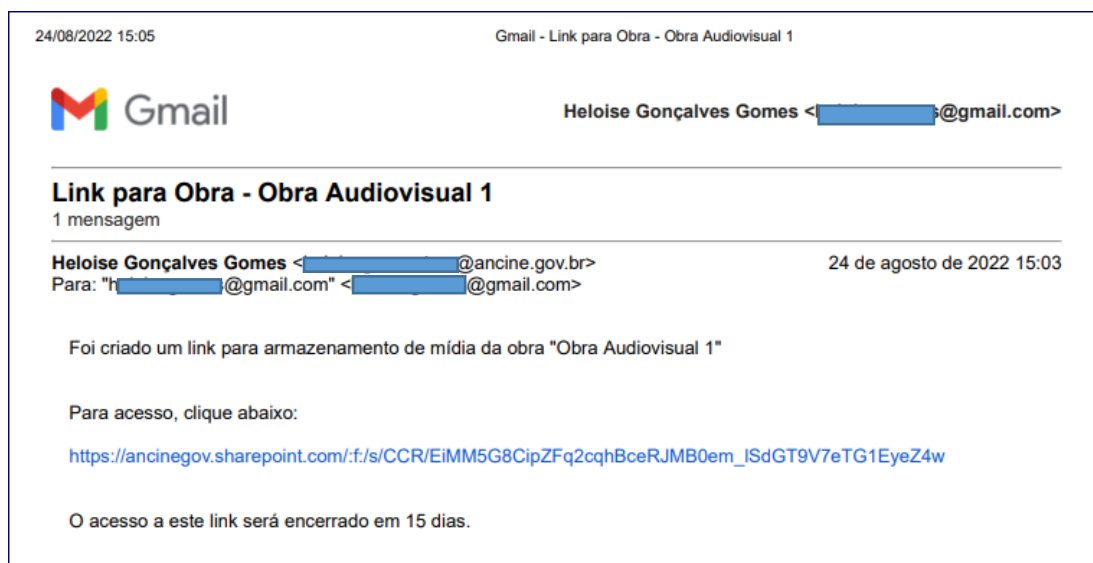 24/08/2022 15:05 Gmail - Link para Obra - Obra Audiovisual 1
Gmail Heloise Gonçalves Gomes < @gmail.com>
Link para Obra - Obra Audiovisual 1
1 mensagem
Heloise Gonçalves Gomes < @ancine.gov.br> 24 de agosto de 2022 15:03
Para: "h @gmail.com" < @gmail.com>
Foi criado um link para armazenamento de mídia da obra "Obra Audiovisual 1"
Para acesso, clique abaixo:
https://ancinegov.sharepoint.com/:f:/s/CCR/EiMM5G8CipZFq2cqhBceRJMB0em_lSdGT9V7eTG1EyeZ4w
O acesso a este link será encerrado em 15 dias.